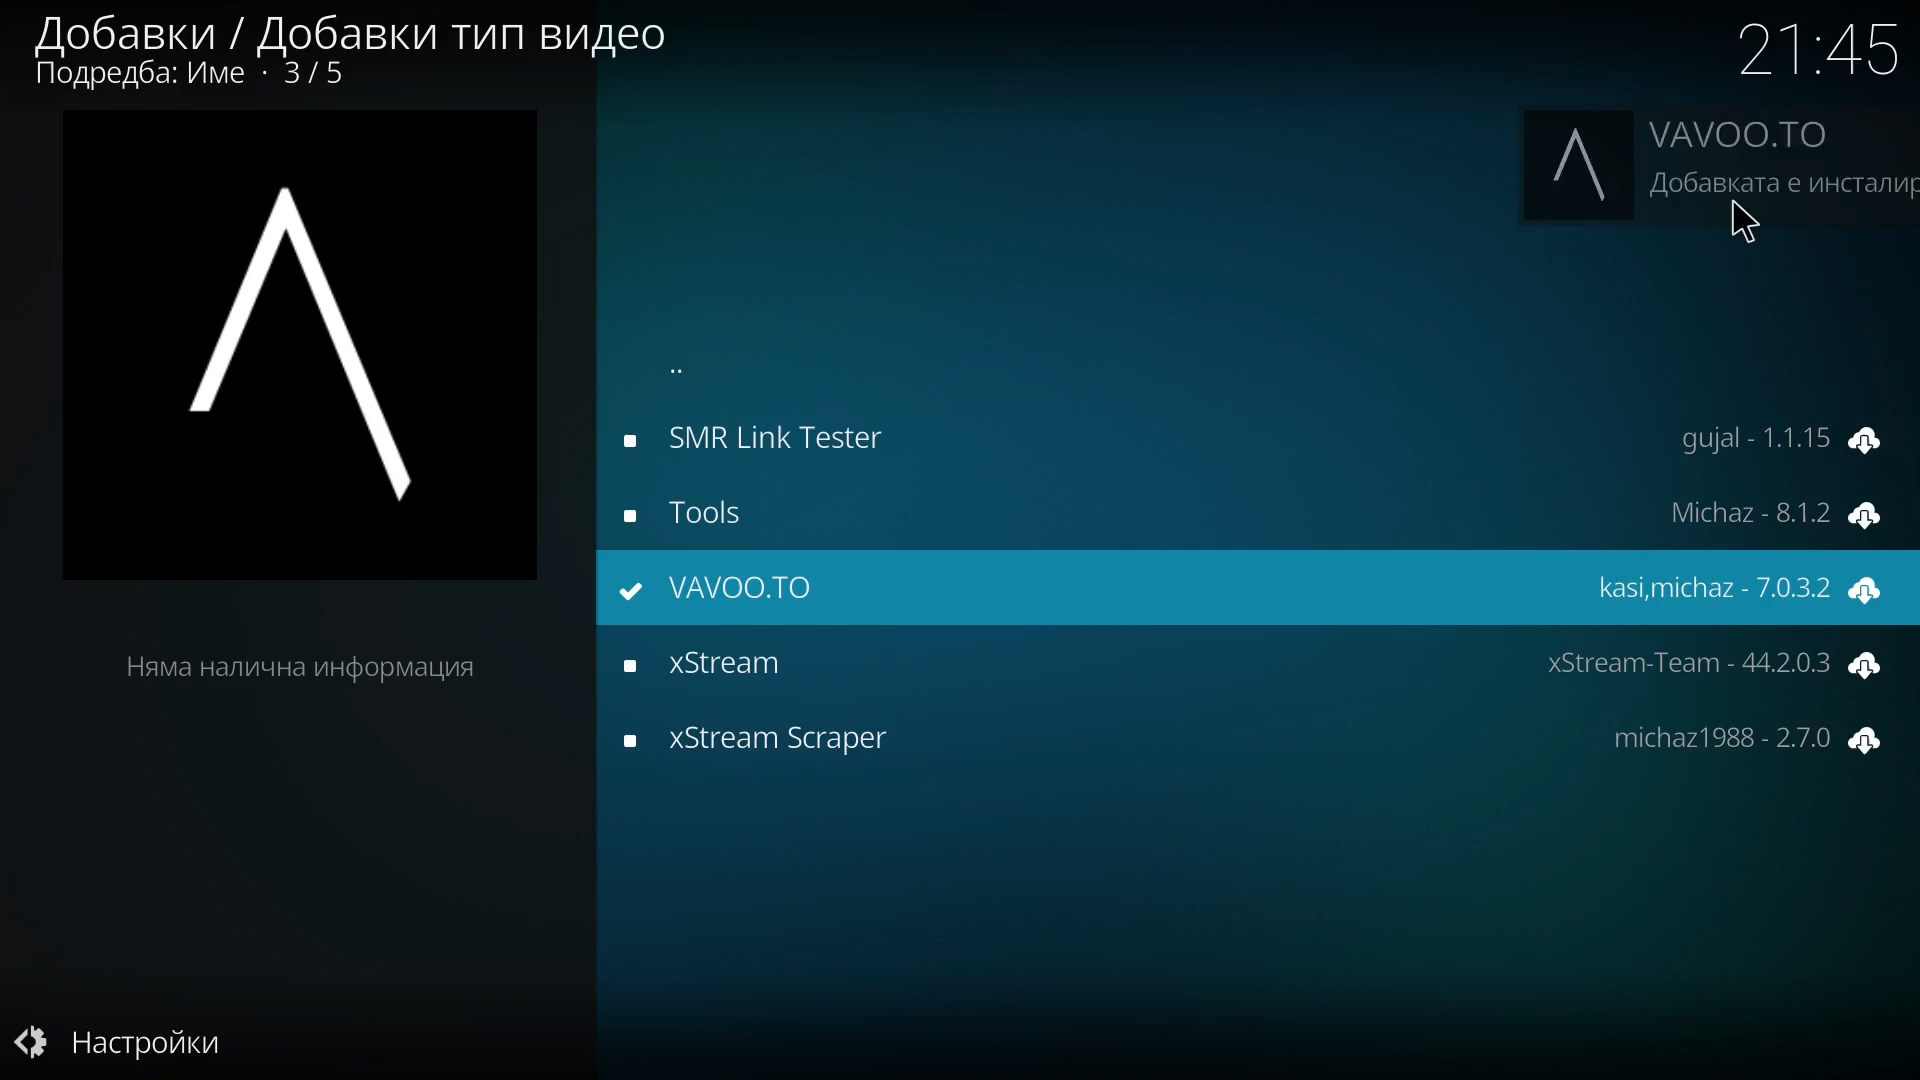 Добавки / Добавки тип видео
Подредба: Име · 3 / 5
21:45
VAVOO.TO
Добавката е инсталир
..
SMR Link Tester gujal - 1.1.15
Tools Michaz - 8.1.2
VAVOO.TO kasi,michaz - 7.0.3.2
xStream xStream-Team - 44.2.0.3
xStream Scraper michaz1988 - 2.7.0
Няма налична информация
Настройки